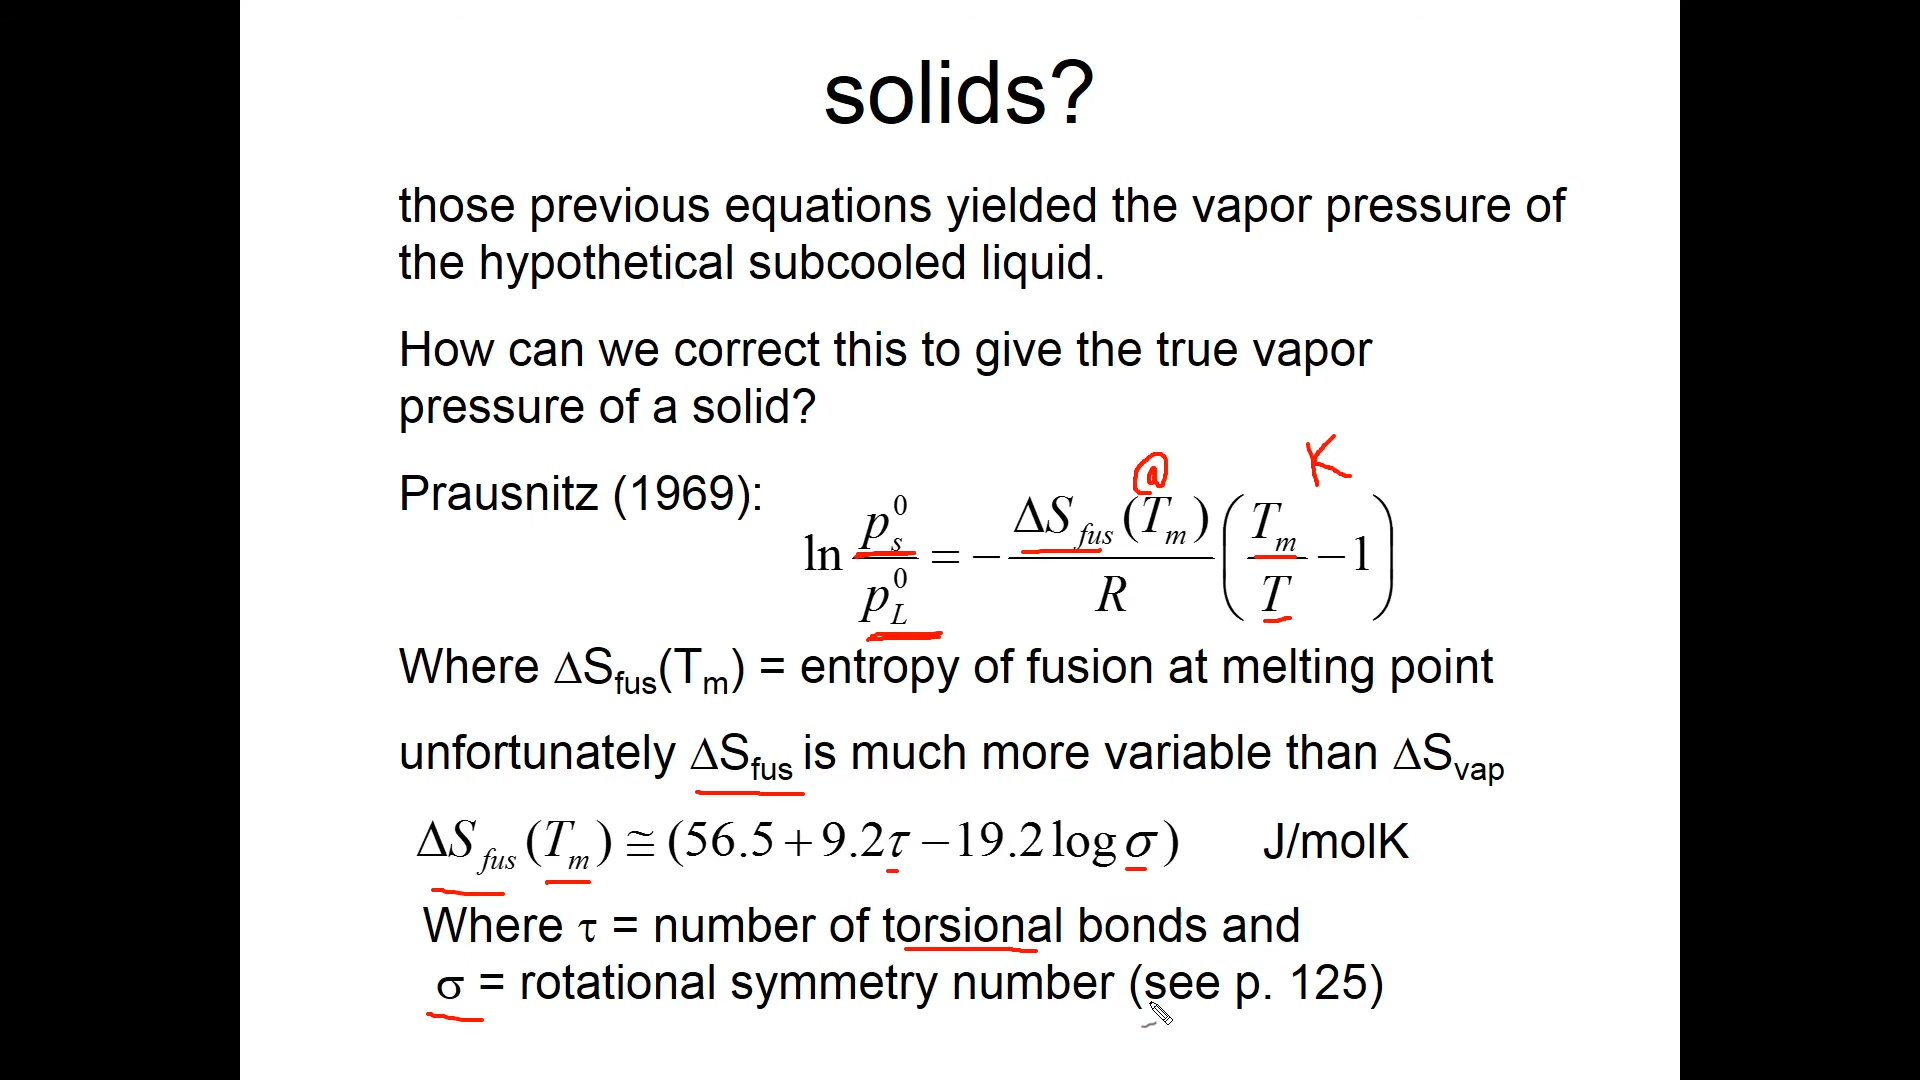 solids?
those previous equations yielded the vapor pressure of
the hypothetical subcooled liquid.
How can we correct this to give the true vapor
pressure of a solid?
@ K
Prausnitz (1969): ln p_s^0 / p_L^0 = − ΔS_fus (T_m) / R (T_m / T − 1)
Where ΔS_fus(T_m) = entropy of fusion at melting point
unfortunately ΔS_fus is much more variable than ΔS_vap
ΔS_fus (T_m) ≅ (56.5 + 9.2τ − 19.2 log σ) J/molK
Where τ = number of torsional bonds and
σ = rotational symmetry number (see p. 125)